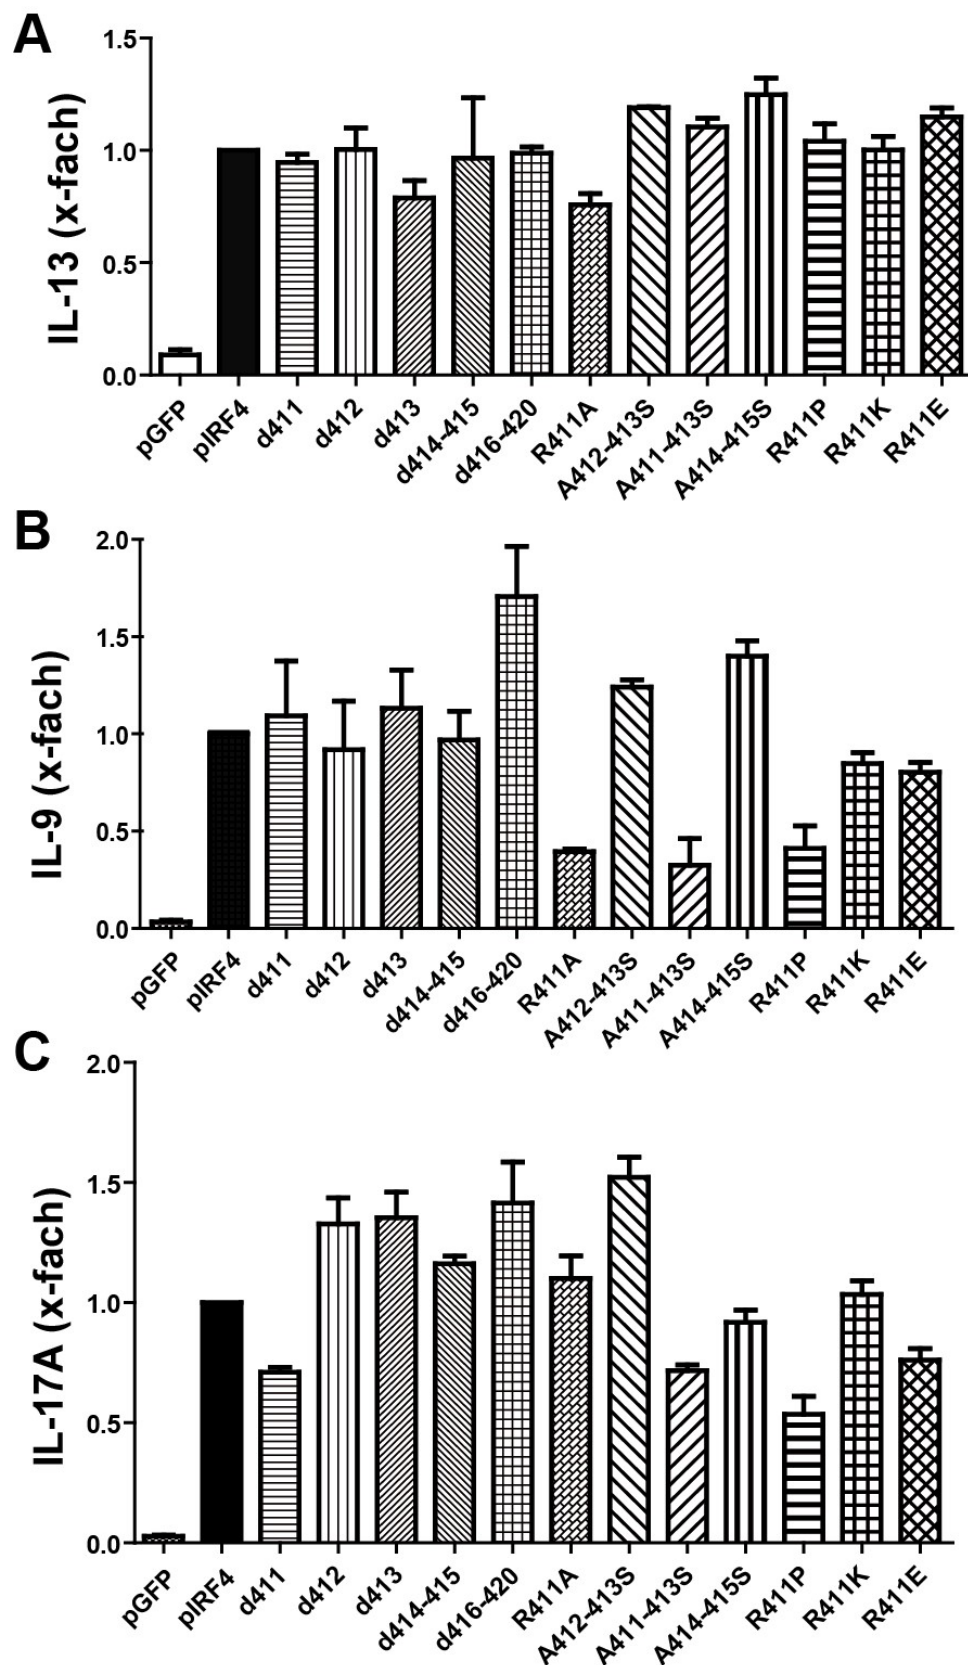 A
IL-13 (x-fach)
1.5
1.0
0.5
0.0
pGFP
pIRF4
d411
d412
d413
d414-415
d416-420
R411A
A412-413S
A411-413S
A414-415S
R411P
R411K
R411E
B
IL-9 (x-fach)
2.0
1.5
1.0
0.5
0.0
pGFP
pIRF4
d411
d412
d413
d414-415
d416-420
R411A
A412-413S
A411-413S
A414-415S
R411P
R411K
R411E
C
IL-17A (x-fach)
2.0
1.5
1.0
0.5
0.0
pGFP
pIRF4
d411
d412
d413
d414-415
d416-420
R411A
A412-413S
A411-413S
A414-415S
R411P
R411K
R411E